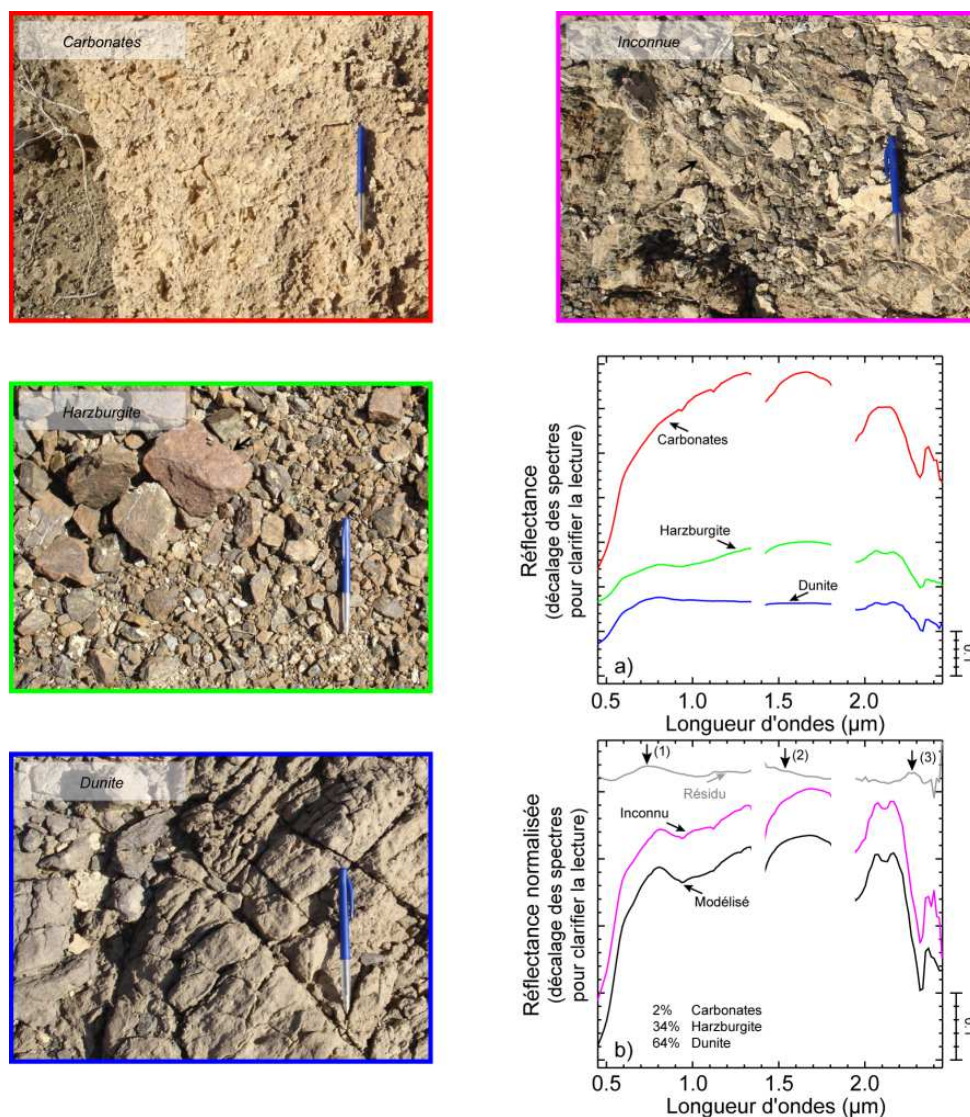 Carbonates
Inconnue
Harzburgite
Dunite
Réflectance
(décalage des spectres
pour clarifier la lecture)
Carbonates
Harzburgite
Dunite
a)
1.0 1.5 2.0
Longueur d'ondes (µm)
Réflectance normalisée
(décalage des spectres
pour clarifier la lecture)
(1)
(2)
(3)
Résidu
Inconnu
Modélisé
2% Carbonates
34% Harzburgite
64% Dunite
b)
0.5 1.0 1.5 2.0
Longueur d'ondes (µm)